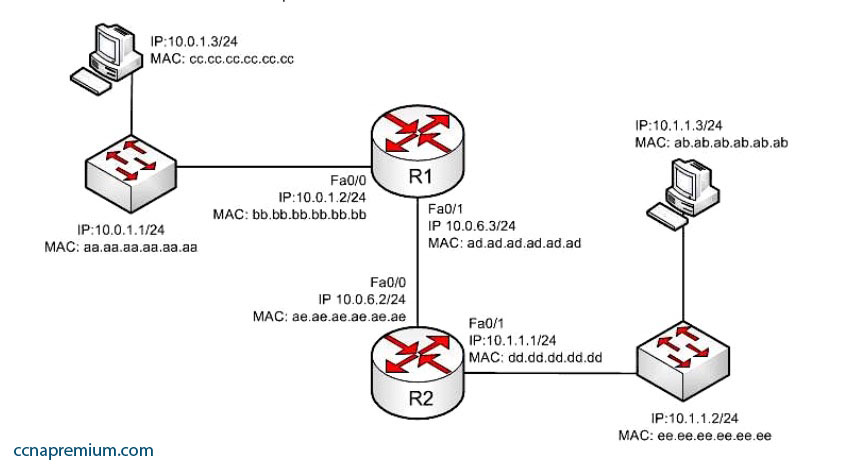 IP:10.0.1.3/24
MAC: cc.cc.cc.cc.cc.cc
IP:10.1.1.3/24
MAC: ab.ab.ab.ab.ab.ab
R1
Fa0/0
IP:10.0.1.2/24
MAC: bb.bb.bb.bb.bb.bb
Fa0/1
IP 10.0.6.3/24
MAC: ad.ad.ad.ad.ad.ad
IP:10.0.1.1/24
MAC: aa.aa.aa.aa.aa.aa
Fa0/0
IP 10.0.6.2/24
MAC: ae.ae.ae.ae.ae.ae
Fa0/1
IP:10.1.1.1/24
MAC: dd.dd.dd.dd.dd
R2
IP:10.1.1.2/24
MAC: ee.ee.ee.ee.ee.ee
ccnapremium.com